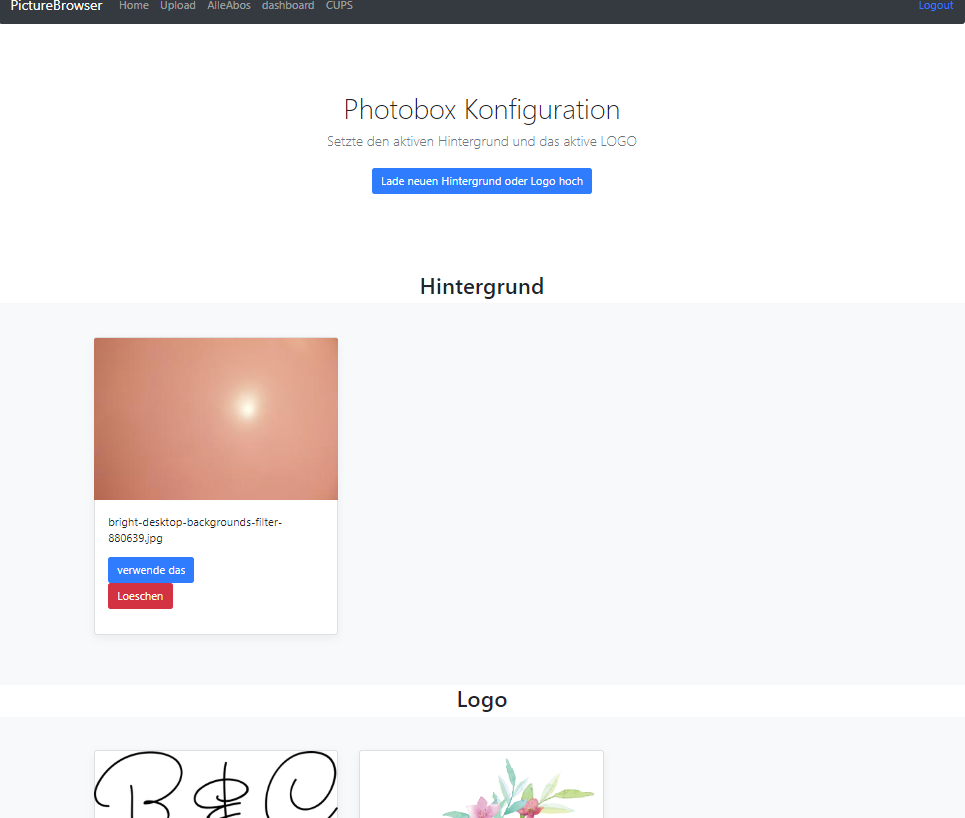 PictureBrowser Home Upload AlleAbos dashboard CUPS Logout
Photobox Konfiguration
Setzte den aktiven Hintergrund und das aktive LOGO
Lade neuen Hintergrund oder Logo hoch
Hintergrund
bright-desktop-backgrounds-filter-
880639.jpg
verwende das
Loeschen
Logo
B & C